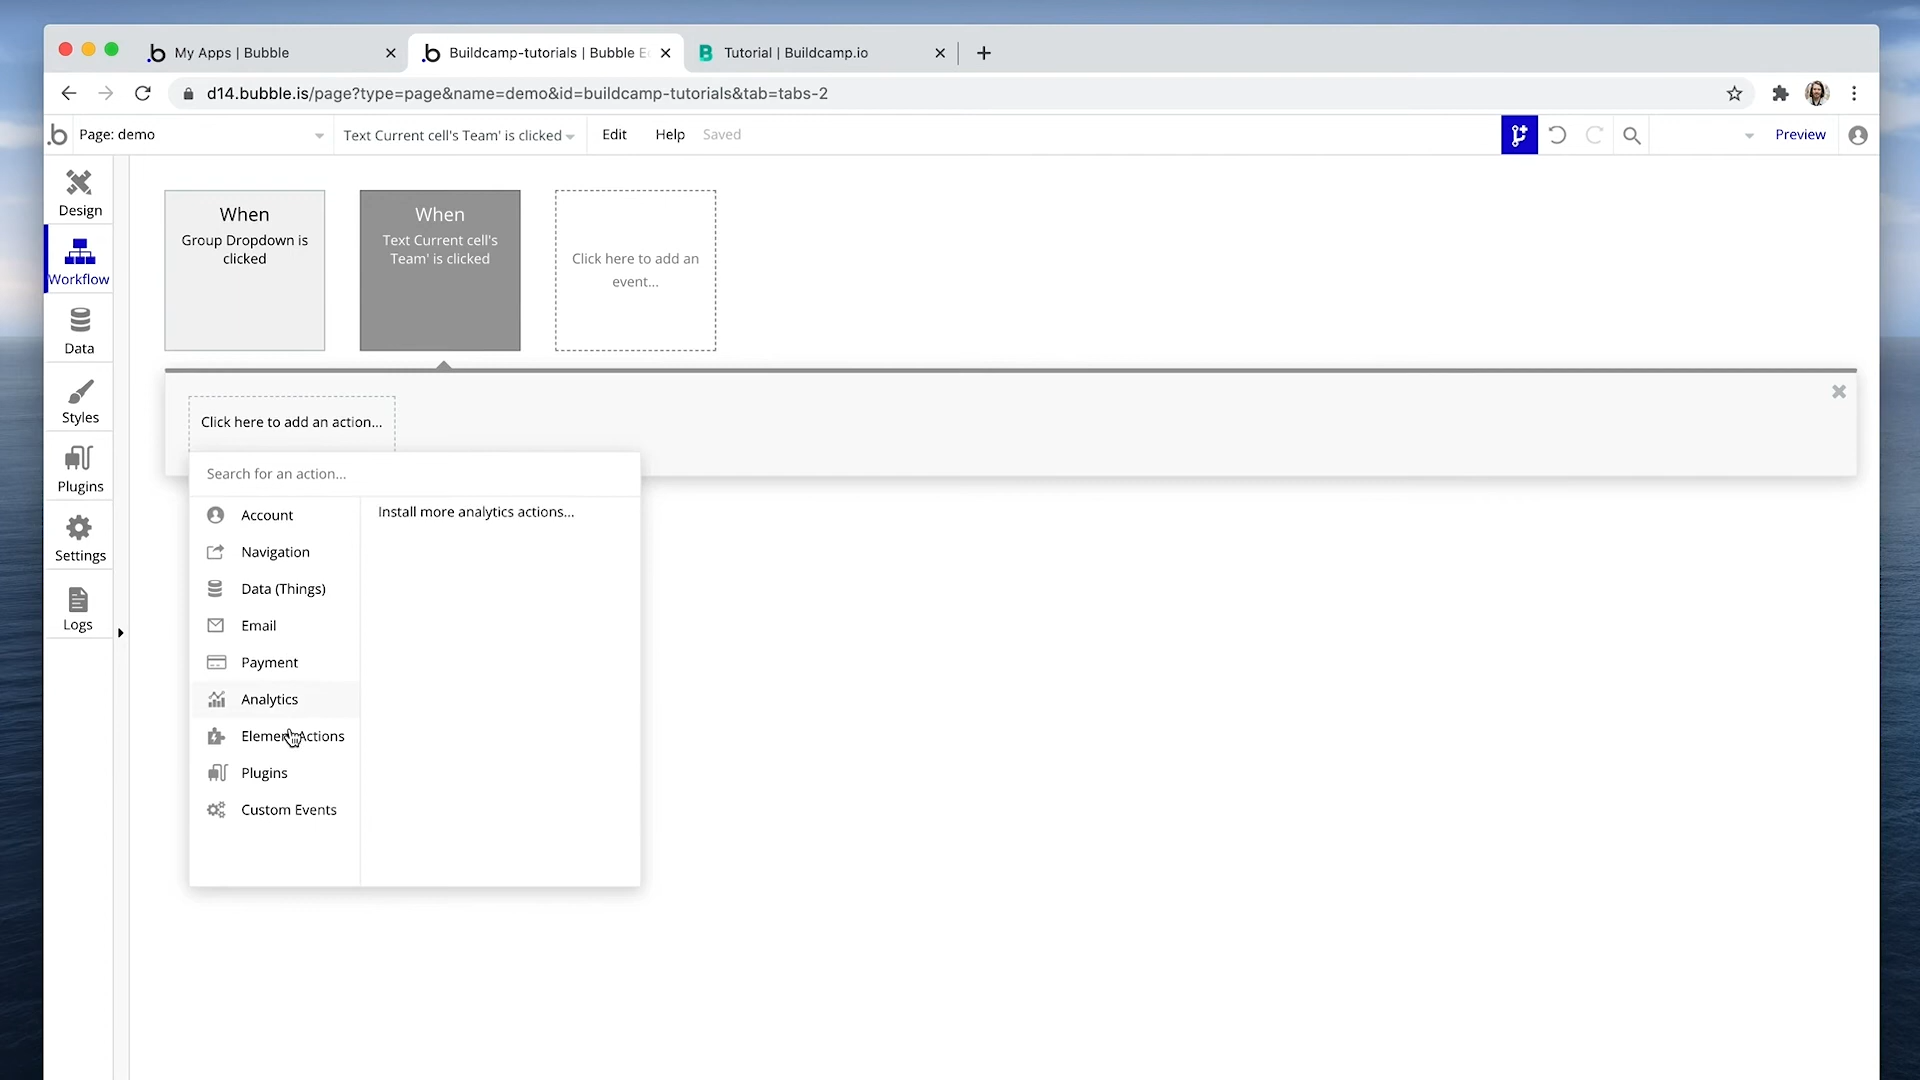 My Apps | Bubble
Buildcamp-tutorials | Bubble E
Tutorial | Buildcamp.io
d14.bubble.is/page?type=page&name=demo&id=buildcamp-tutorials&tab=tabs-2
Page: demo
Text Current cell's Team' is clicked
Edit
Help
Saved
Preview
Design
Workflow
Data
Styles
Plugins
Settings
Logs
When
Group Dropdown is
clicked
When
Text Current cell's
Team' is clicked
Click here to add an
event...
Click here to add an action...
Search for an action...
Account
Navigation
Data (Things)
Email
Payment
Analytics
Element Actions
Plugins
Custom Events
Install more analytics actions...